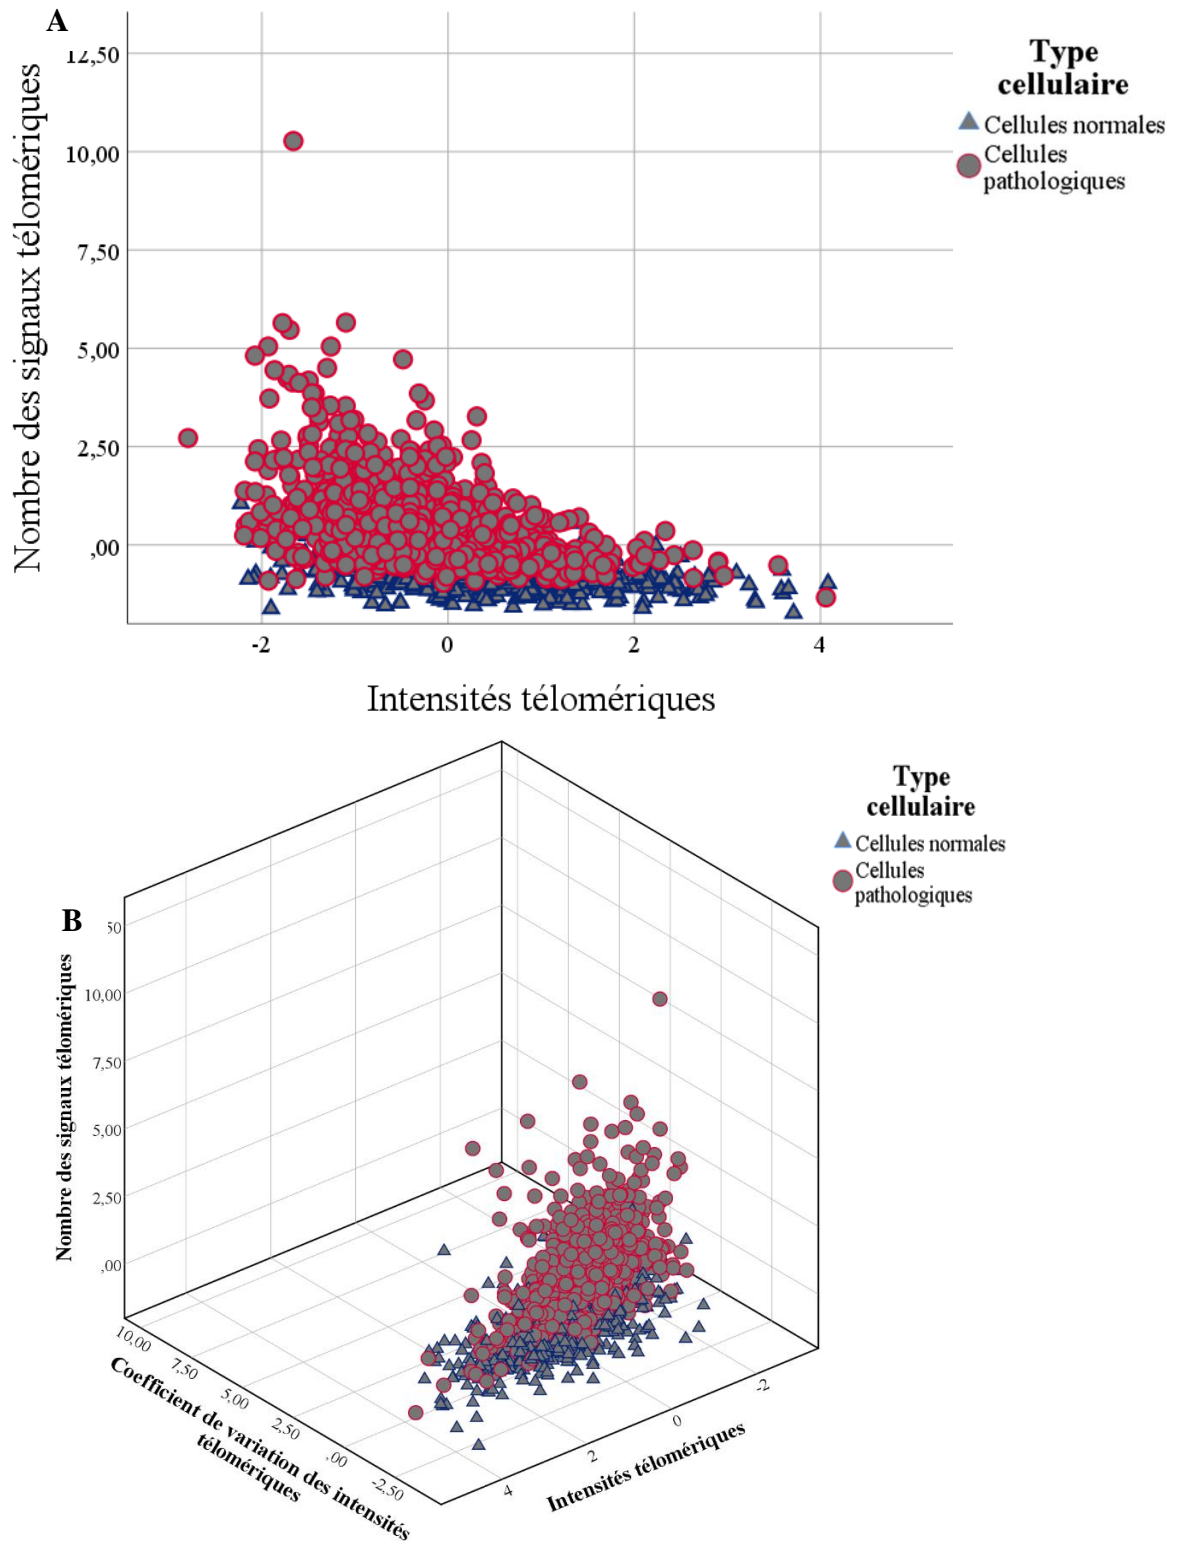 A
Nombre des signaux télomériques
12,50
10,00
7,50
5,00
2,50
,00
-2
0
2
4
Intensités télomériques
Type
cellulaire
Cellules normales
Cellules
pathologiques
B
Nombre des signaux télomériques
50
10,00
7,50
5,00
2,50
,00
10,00
7,50
5,00
2,50
,00
-2,50
Coefficient de variation des intensités
télomériques
4
2
0
-2
Intensités télomériques
Type
cellulaire
Cellules normales
Cellules
pathologiques